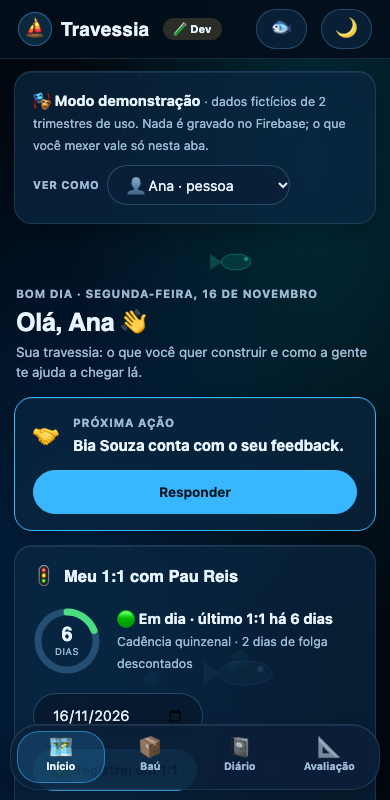 Travessia
Dev
Modo demonstração · dados fictícios de 2
trimestres de uso. Nada é gravado no Firebase; o que
você mexer vale só nesta aba.
VER COMO
Ana · pessoa
BOM DIA · SEGUNDA-FEIRA, 16 DE NOVEMBRO
Olá, Ana 👋
Sua travessia: o que você quer construir e como a gente
te ajuda a chegar lá.
PRÓXIMA AÇÃO
Bia Souza conta com o seu feedback.
Responder
Meu 1:1 com Pau Reis
6
DIAS
Em dia · último 1:1 há 6 dias
Cadência quinzenal · 2 dias de folga
descontados
16/11/2026
Registrei um 1:1
Início
Baú
Diário
Avaliação